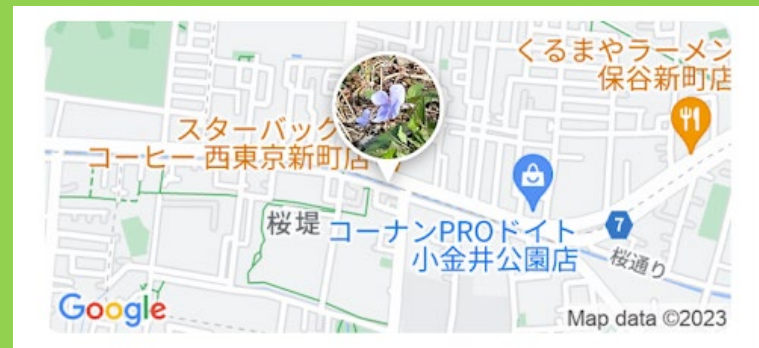 くるまやラーメン
保谷新町店
スターバック
コーヒー 西東京新町店
桜堤
コーナンPROドイト
小金井公園店
7
桜通り
Google
Map data ©2023